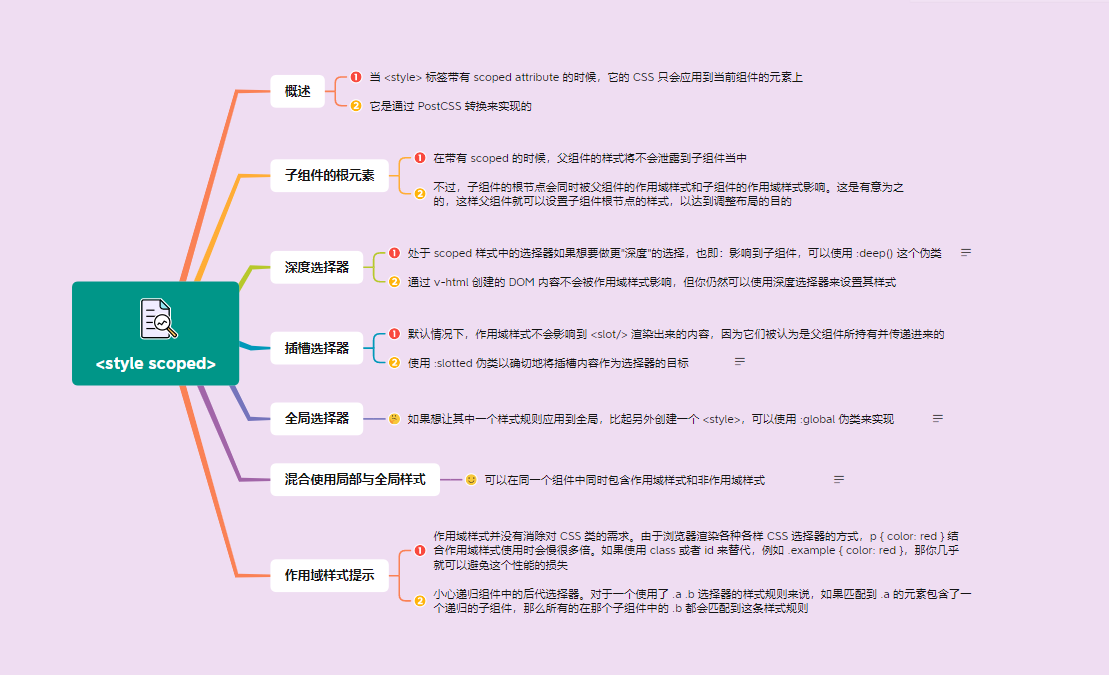 概述
1 当 <style> 标签带有 scoped attribute 的时候，它的 CSS 只会应用到当前组件的元素上
2 它是通过 PostCSS 转换来实现的
子组件的根元素
1 在带有 scoped 的时候，父组件的样式将不会泄露到子组件当中
2 不过，子组件的根节点会同时被父组件的作用域样式和子组件的作用域样式影响。这是有意为之
的，这样父组件就可以设置子组件根节点的样式，以达到调整布局的目的
深度选择器
1 处于 scoped 样式中的选择器如果想要做更"深度"的选择，也即：影响到子组件，可以使用 :deep() 这个伪类
2 通过 v-html 创建的 DOM 内容不会被作用域样式影响，但你仍然可以使用深度选择器来设置其样式
<style scoped>
插槽选择器
1 默认情况下，作用域样式不会影响到 <slot/> 渲染出来的内容，因为它们被认为是父组件所持有并传递进来的
2 使用 :slotted 伪类以确切地将插槽内容作为选择器的目标
全局选择器
如果想让其中一个样式规则应用到全局，比起另外创建一个 <style>，可以使用 :global 伪类来实现
混合使用局部与全局样式
可以在同一个组件中同时包含作用域样式和非作用域样式
作用域样式提示
1 作用域样式并没有消除对 CSS 类的需求。由于浏览器渲染各种各样 CSS 选择器的方式，p { color: red } 结
合作用域样式使用时会慢很多倍。如果使用 class 或者 id 来替代，例如 .example { color: red }，那你几乎
就可以避免这个性能的损失
2 小心递归组件中的后代选择器。对于一个使用了 .a .b 选择器的样式规则来说，如果匹配到 .a 的元素包含了一
个递归的子组件，那么所有的在那个子组件中的 .b 都会匹配到这条样式规则